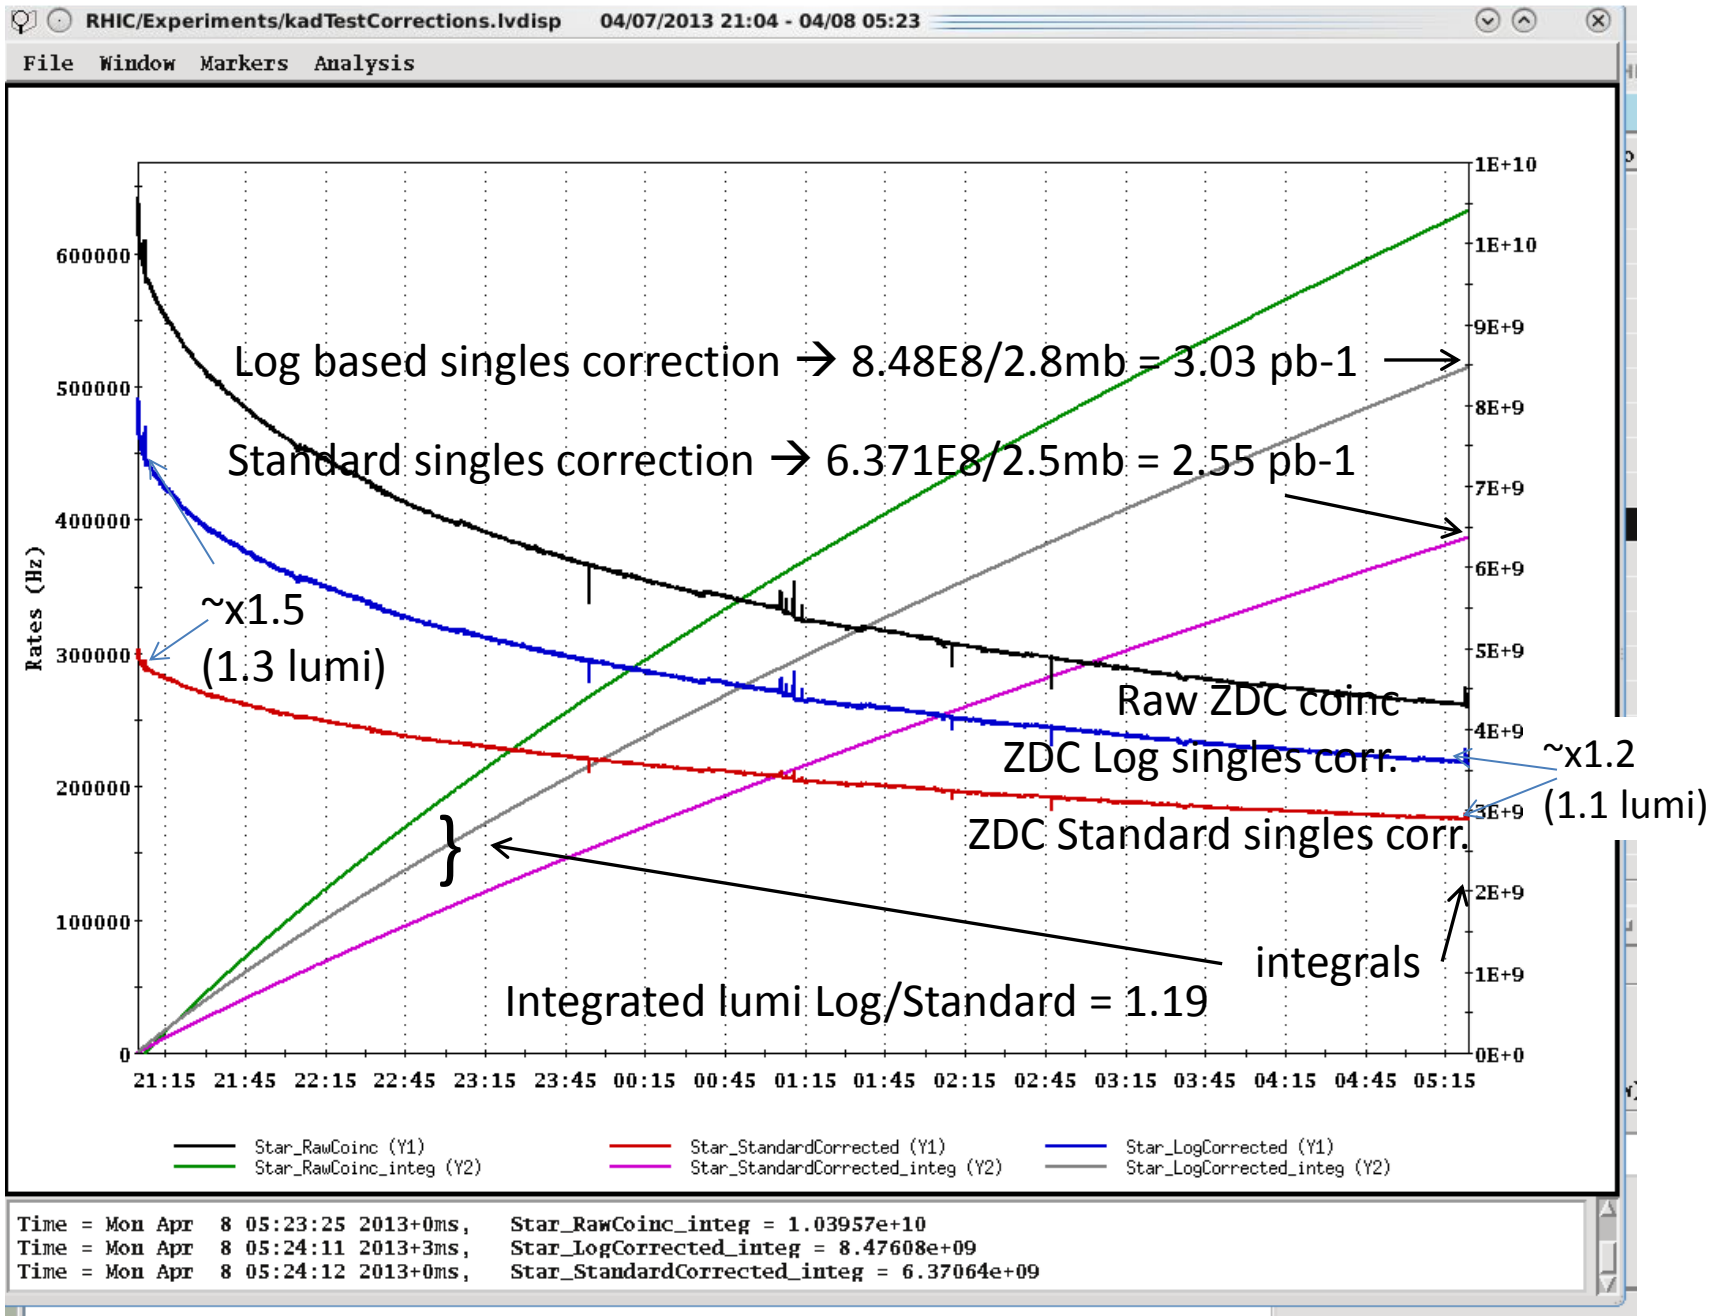 RHIC/Experiments/kadTestCorrections.lvdisp 04/07/2013 21:04 - 04/08 05:23
File Window Markers Analysis
1E+10
600000
1E+10
9E+9
Log based singles correction → 8.48E8/2.8mb = 3.03 pb-1
500000
8E+9
Standard singles correction → 6.371E8/2.5mb = 2.55 pb-1
7E+9
400000
6E+9
Rates (Hz)
~x1.5
(1.3 lumi)
300000
5E+9
Raw ZDC coinc
4E+9
ZDC Log singles corr.
~x1.2
(1.1 lumi)
200000
3E+9
ZDC Standard singles corr.
}
2E+9
100000
integrals
1E+9
Integrated lumi Log/Standard = 1.19
0
0E+0
21:15 21:45 22:15 22:45 23:15 23:45 00:15 00:45 01:15 01:45 02:15 02:45 03:15 03:45 04:15 04:45 05:15
Star_RawCoinc (Y1) Star_StandardCorrected (Y1) Star_LogCorrected (Y1)
Star_RawCoinc_integ (Y2) Star_StandardCorrected_integ (Y2) Star_LogCorrected_integ (Y2)
Time = Mon Apr 8 05:23:25 2013+0ms, Star_RawCoinc_integ = 1.03957e+10
Time = Mon Apr 8 05:24:11 2013+3ms, Star_LogCorrected_integ = 8.47608e+09
Time = Mon Apr 8 05:24:12 2013+0ms, Star_StandardCorrected_integ = 6.37064e+09